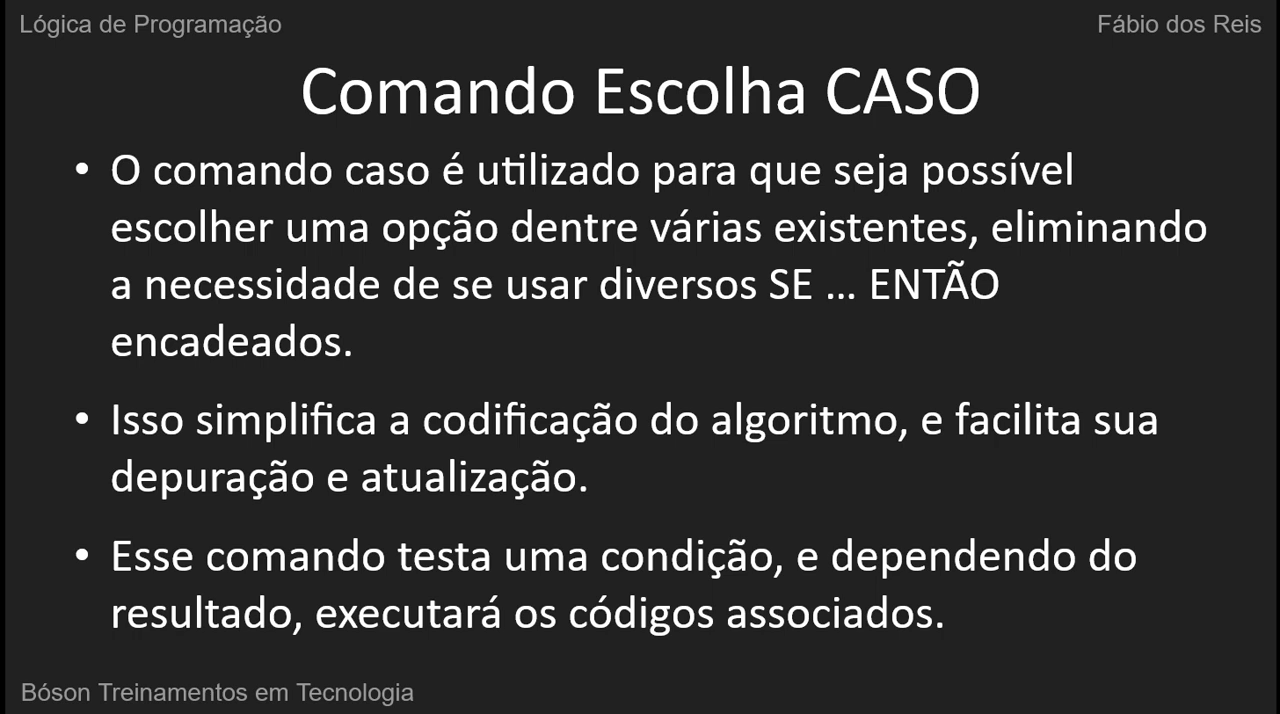 Lógica de Programação
Fábio dos Reis
Comando Escolha CASO
• O comando caso é utilizado para que seja possível
escolher uma opção dentre várias existentes, eliminando
a necessidade de se usar diversos SE ... ENTÃO
encadeados.
• Isso simplifica a codificação do algoritmo, e facilita sua
depuração e atualização.
• Esse comando testa uma condição, e dependendo do
resultado, executará os códigos associados.
Bóson Treinamentos em Tecnologia